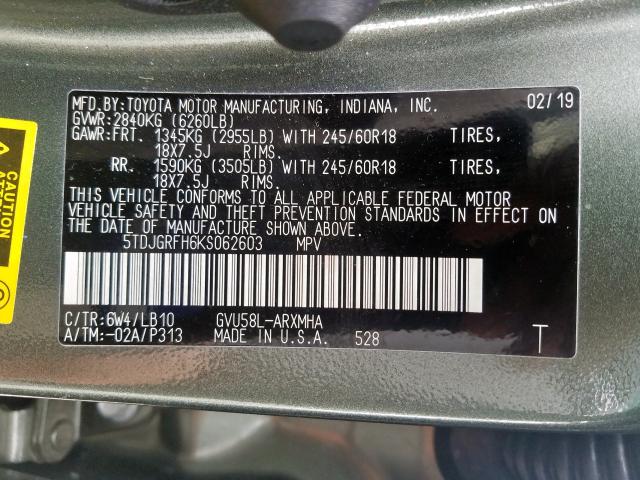 MFD.BY:TOYOTA MOTOR MANUFACTURING, INDIANA, INC. 02/19
GVWR:2840KG (6260LB)
GAWR:FRT. 1345KG (2955LB) WITH 245/60R18 TIRES,
18X7.5J RIMS.
RR. 1590KG (3505LB) WITH 245/60R18 TIRES,
18X7.5J RIMS.
THIS VEHICLE CONFORMS TO ALL APPLICABLE FEDERAL MOTOR
VEHICLE SAFETY AND THEFT PREVENTION STANDARDS IN EFFECT ON
THE DATE OF MANUFACTURE SHOWN ABOVE.
5TDJGRFH6KS062603 MPV
C/TR:6W4/LB10 GVU58L-ARXMHA
A/TM:-02A/P313 MADE IN U.S.A. 528 T
CAUTION